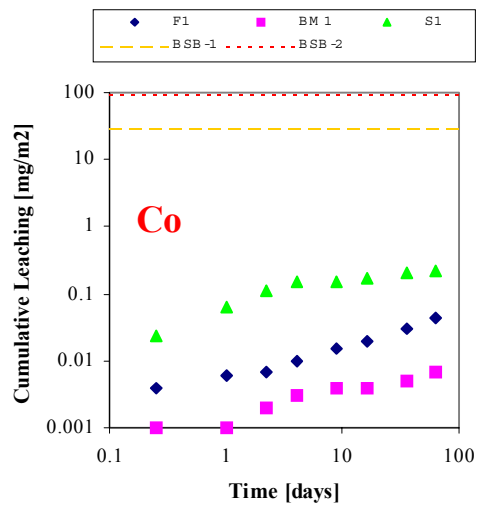 F1 BM 1 S1
BSB-1 BSB-2
100
10
1
0.1
0.01
0.001
Cumulative Leaching [mg/m2]
Co
0.1 1 10 100
Time [days]